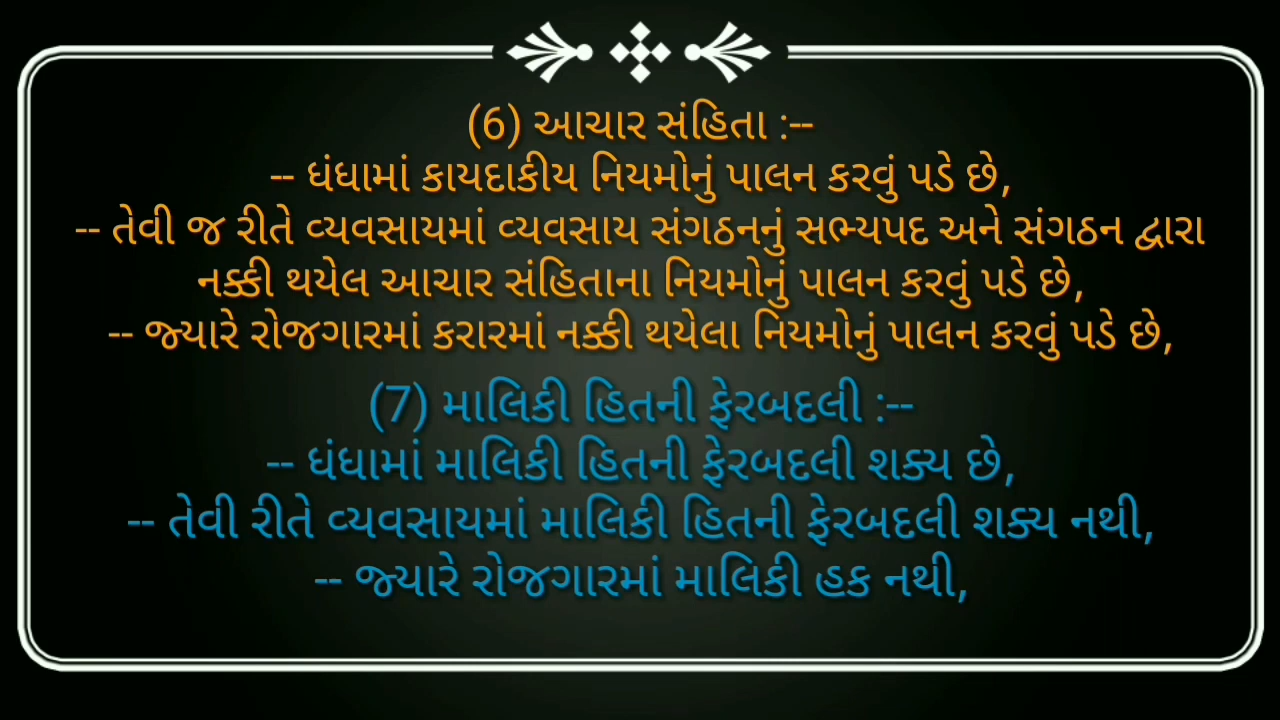 (6) આચાર સંહિતા :--
-- ધંધામાં કાયદાકીય નિયમોનું પાલન કરવું પડે છે,
-- તેવી જ રીતે વ્યવસાયમાં વ્યવસાય સંગઠનનું સભ્યપદ અને સંગઠન દ્વારા
નક્કી થયેલ આચાર સંહિતાના નિયમોનું પાલન કરવું પડે છે,
-- જ્યારે રોજગારમાં કરારમાં નક્કી થયેલા નિયમોનું પાલન કરવું પડે છે,
(7) માલિકી હિતની ફેરબદલી :--
-- ધંધામાં માલિકી હિતની ફેરબદલી શક્ય છે,
-- તેવી રીતે વ્યવસાયમાં માલિકી હિતની ફેરબદલી શક્ય નથી,
-- જ્યારે રોજગારમાં માલિકી હક નથી,